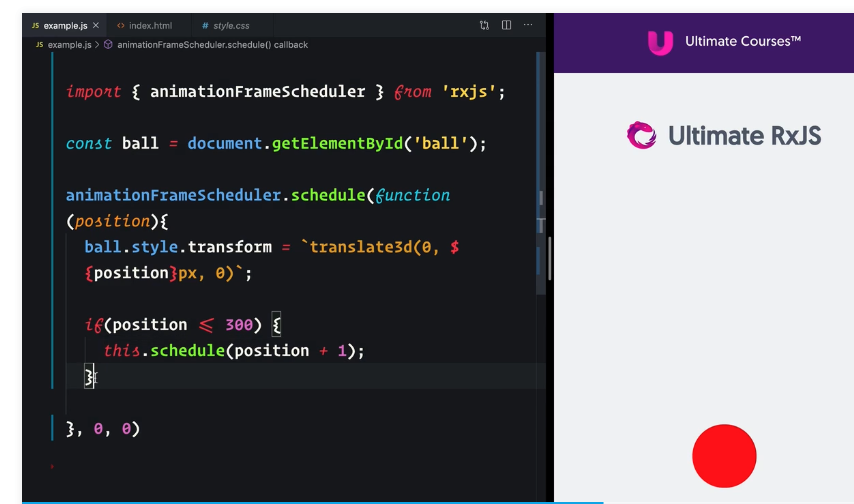 JS example.js ×
<> index.html
# style.css
...
JS example.js > animationFrameScheduler.schedule() callback
import { animationFrameScheduler } from 'rxjs';
const ball = document.getElementById('ball');
animationFrameScheduler.schedule(function
(position){
ball.style.transform = `translate3d(0, $
{position}px, 0)`;
if(position <= 300) {
this.schedule(position + 1);
}
}, 0, 0)
Ultimate Courses™
Ultimate RxJS